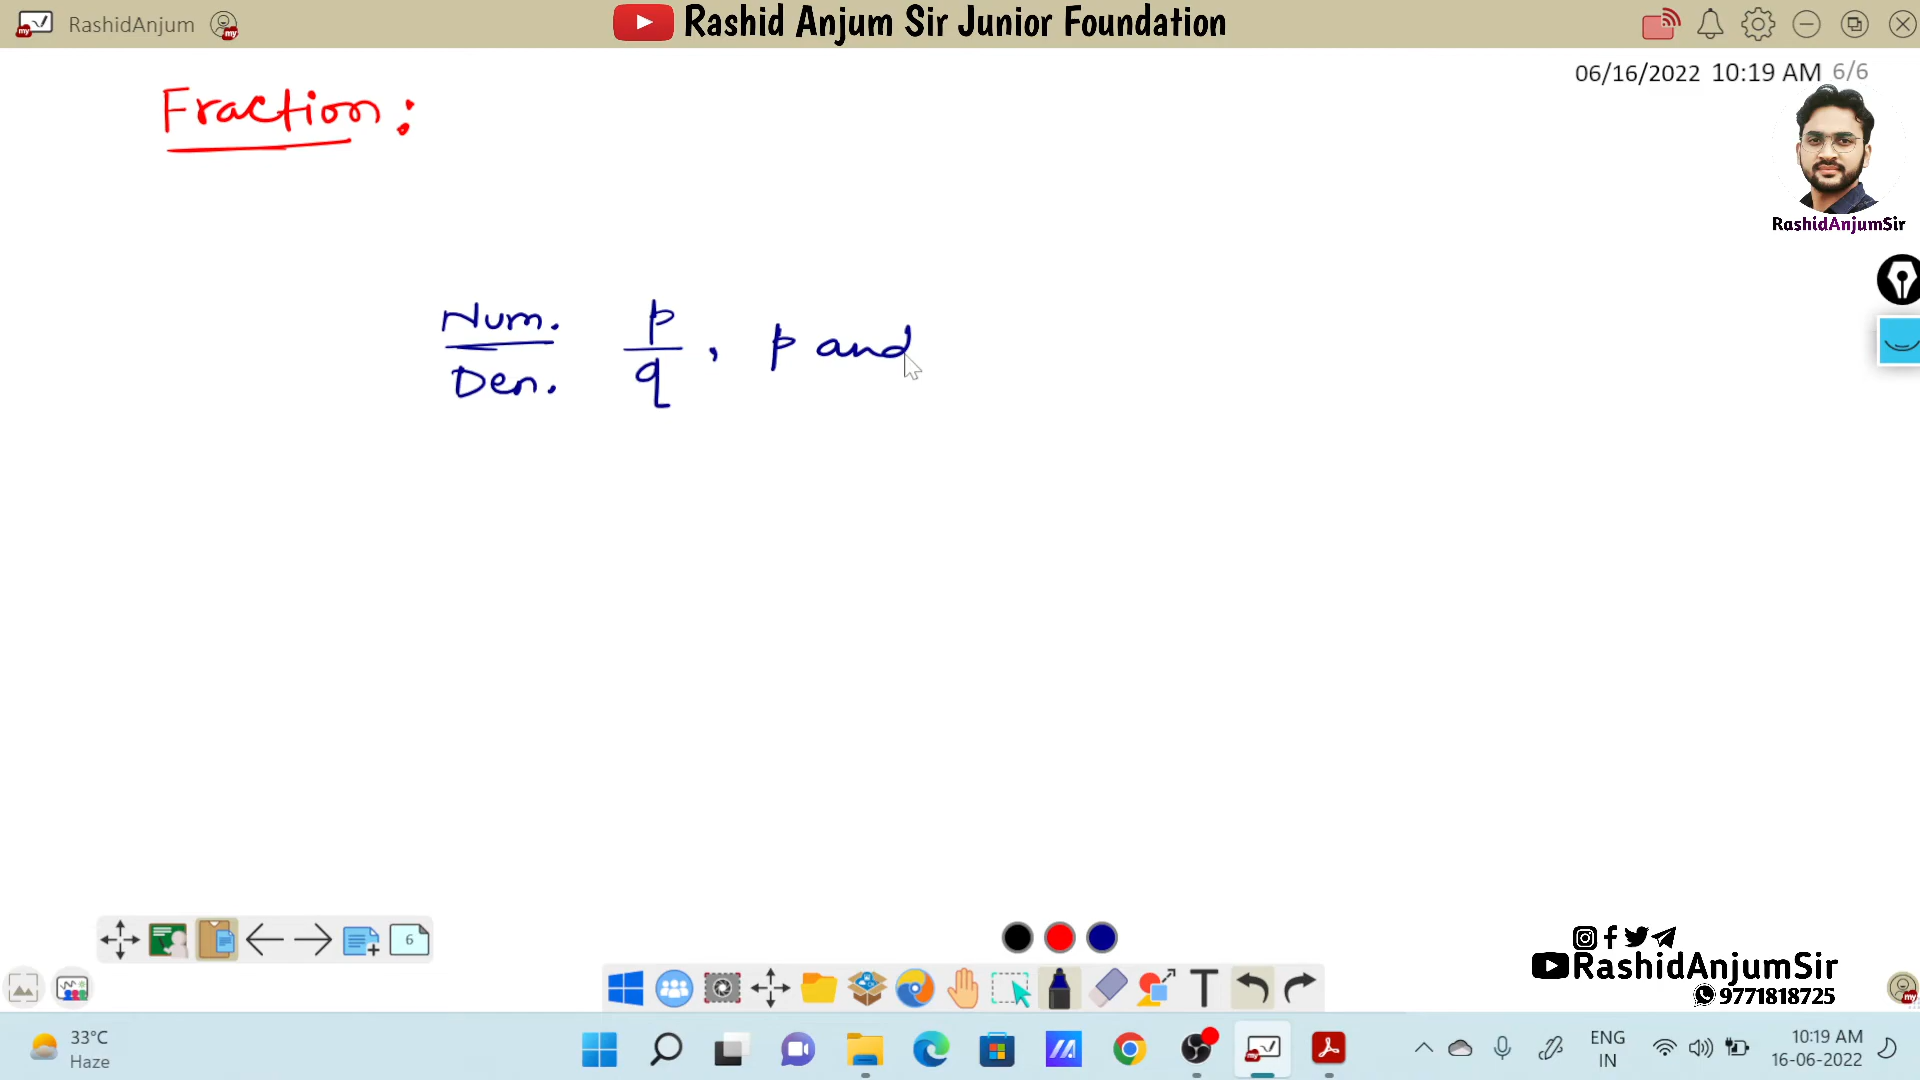 RashidAnjum
Rashid Anjum Sir Junior Foundation
06/16/2022 10:19 AM 6/6
Fraction:
RashidAnjumSir
Num.
Den.
p
q
, p and
6
RashidAnjumSir
9771818725
33°C
Haze
ENG
IN
10:19 AM
16-06-2022